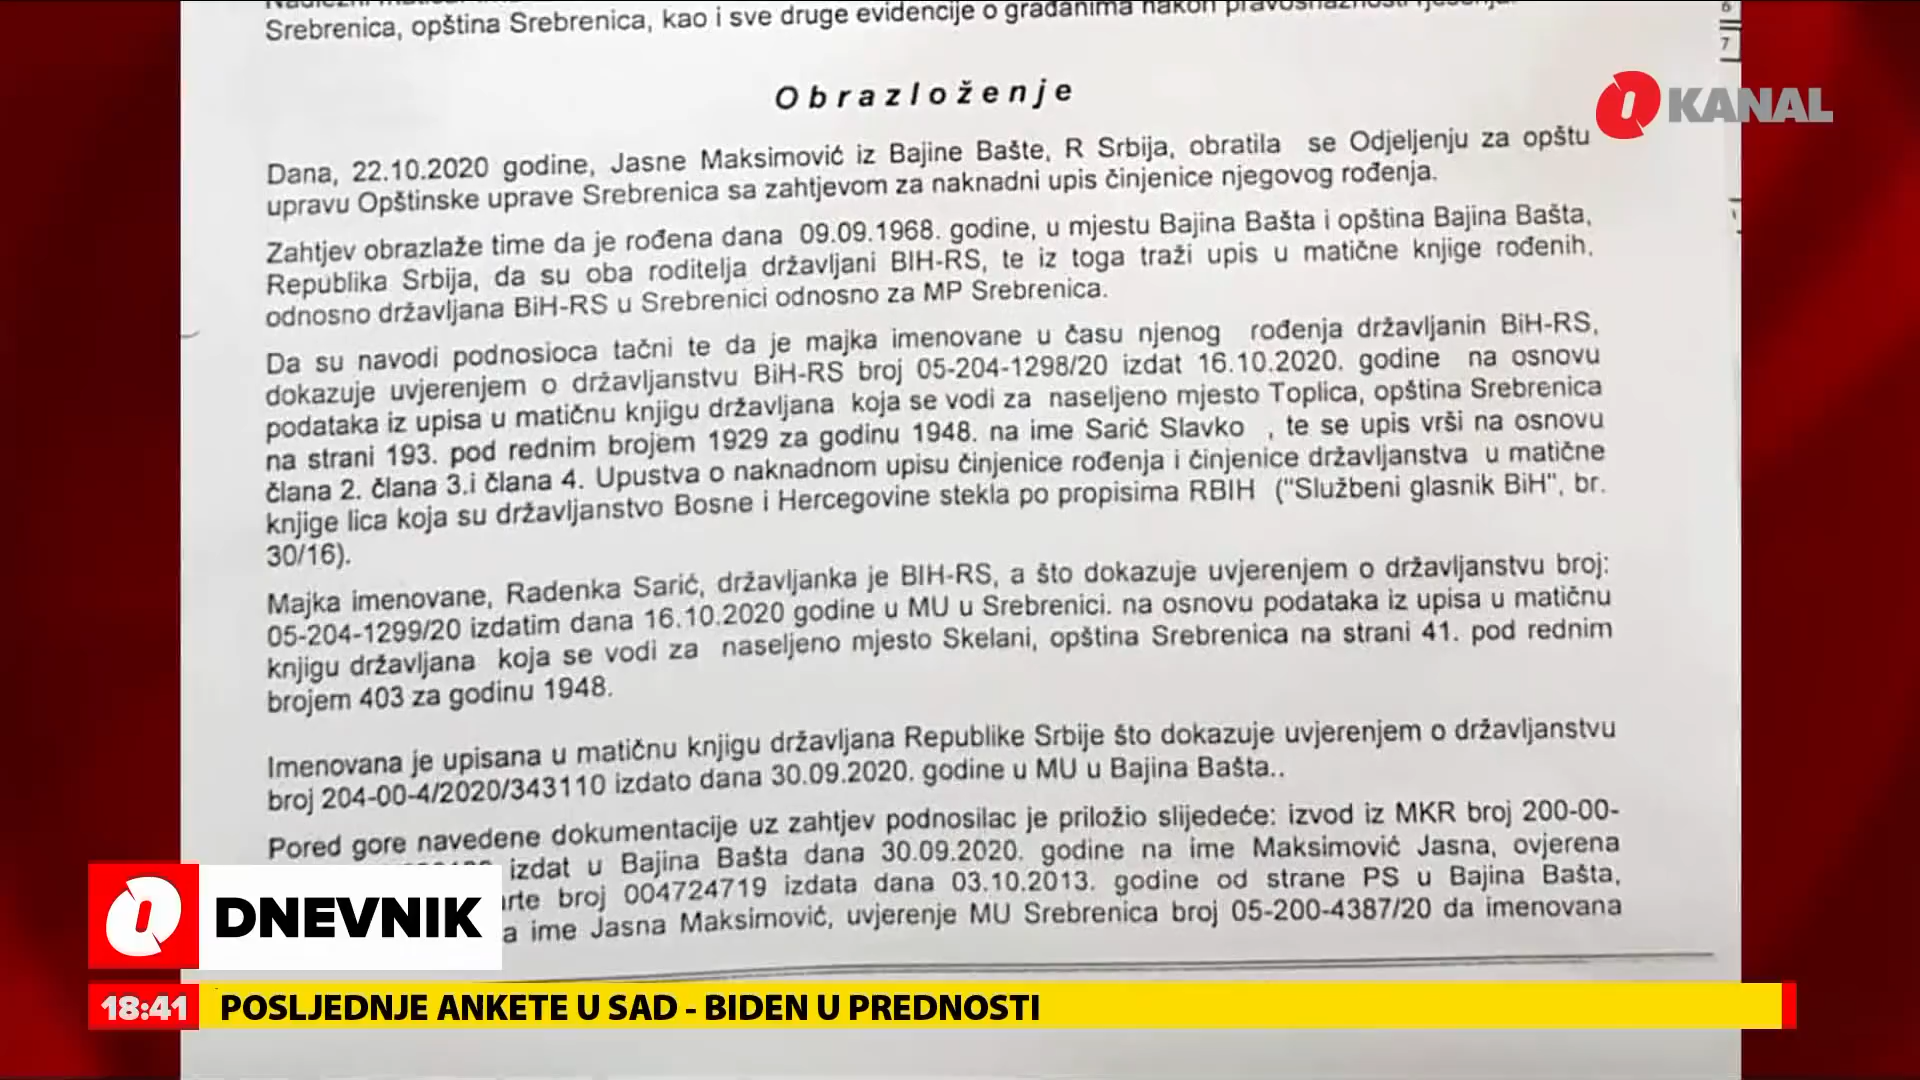 Srebrenica, opština Srebrenica, kao i sve druge evidencije o građanima nakon pravosnažnosti
6
7
Obrazloženje
KANAL
Dana, 22.10.2020 godine, Jasne Maksimović iz Bajine Bašte, R Srbija, obratila se Odjeljenju za opštu
upravu Opštinske uprave Srebrenica sa zahtjevom za naknadni upis činjenice njegovog rođenja.
Zahtjev obrazlaže time da je rođena dana 09.09.1968. godine, u mjestu Bajina Bašta i opština Bajina Bašta,
Republika Srbija, da su oba roditelja državljani BIH-RS, te iz toga traži upis u matične knjige rođenih,
odnosno državljana BiH-RS u Srebrenici odnosno za MP Srebrenica.
Da su navodi podnosioca tačni te da je majka imenovane u času njenog rođenja državljanin BiH-RS,
dokazuje uvjerenjem o državljanstvu BiH-RS broj 05-204-1298/20 izdat 16.10.2020. godine na osnovu
podataka iz upisa u matičnu knjigu državljana koja se vodi za naseljeno mjesto Toplica, opština Srebrenica
na strani 193. pod rednim brojem 1929 za godinu 1948. na ime Sarić Slavko , te se upis vrši na osnovu
člana 2. člana 3.i člana 4. Upustva o naknadnom upisu činjenice rođenja i činjenice državljanstva u matične
knjige lica koja su državljanstvo Bosne i Hercegovine stekla po propisima RBIH ("Službeni glasnik BiH", br.
30/16).
Majka imenovane, Radenka Sarić, državljanka je BIH-RS, a što dokazuje uvjerenjem o državljanstvu broj:
05-204-1299/20 izdatim dana 16.10.2020 godine u MU u Srebrenici. na osnovu podataka iz upisa u matičnu
knjigu državljana koja se vodi za naseljeno mjesto Skelani, opština Srebrenica na strani 41. pod rednim
brojem 403 za godinu 1948.
Imenovana je upisana u matičnu knjigu državljana Republike Srbije što dokazuje uvjerenjem o državljanstvu
broj 204-00-4/2020/343110 izdato dana 30.09.2020. godine u MU u Bajina Bašta..
Pored gore navedene dokumentacije uz zahtjev podnosilac je priložio slijedeće: izvod iz MKR broj 200-00-
izdat u Bajina Bašta dana 30.09.2020. godine na ime Maksimović Jasna, ovjerena
rte broj 004724719 izdata dana 03.10.2013. godine od strane PS u Bajina Bašta,
a ime Jasna Maksimović, uvjerenje MU Srebrenica broj 05-200-4387/20 da imenovana
DNEVNIK
18:41 POSLJEDNJE ANKETE U SAD - BIDEN U PREDNOSTI